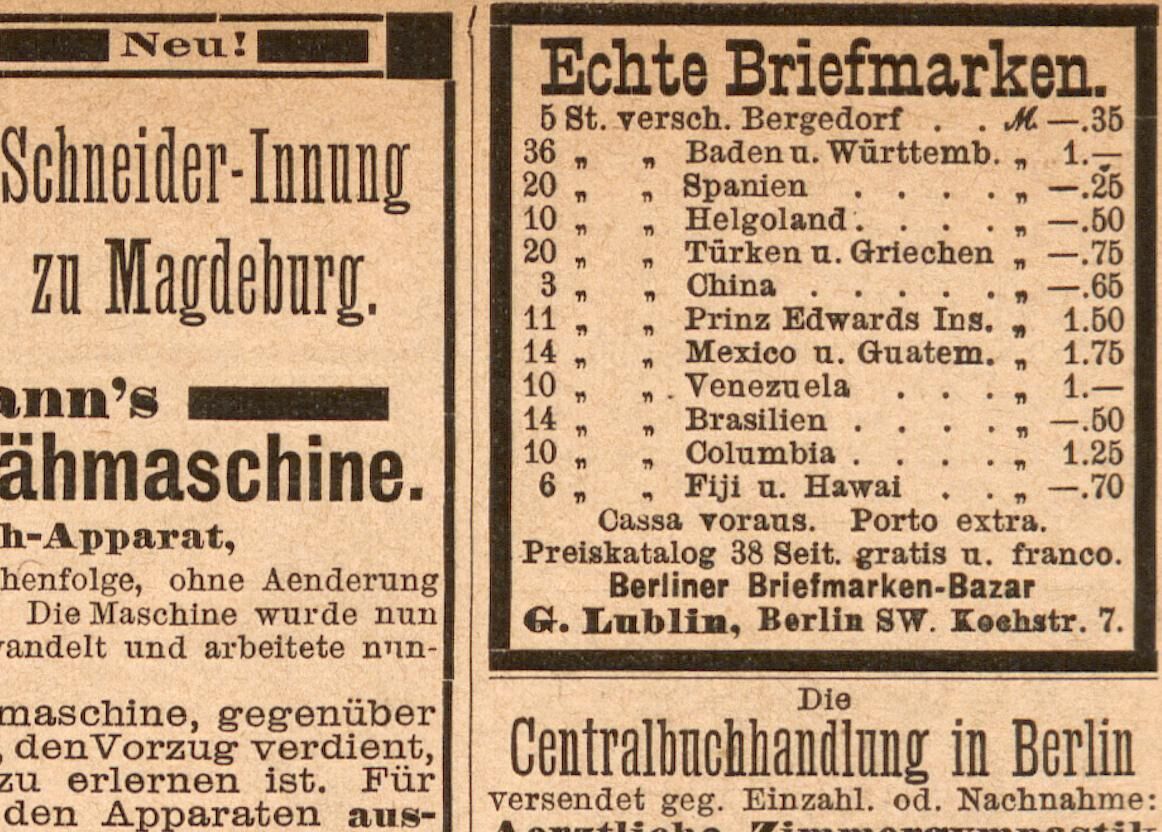 Neu!
Schneider-Innung
zu Magdeburg.
ann's
ähmaschine.
h-Apparat,
henfolge, ohne Aenderung
Die Maschine wurde nun
andelt und arbeitete nun-
maschine, gegenüber
, den Vorzug verdient,
zu erlernen ist. Für
den Apparaten aus-
Echte Briefmarken.
5 St. versch. Bergedorf . . M. —.35
36 „ „ Baden u. Württemb. „ 1.—
20 „ „ Spanien . . . . „ —.25
10 „ „ Helgoland . . . . „ —.50
20 „ „ Türken u. Griechen „ —.75
3 „ „ China . . . . . „ —.65
11 „ „ Prinz Edwards Ins. „ 1.50
14 „ „ Mexico u. Guatem. „ 1.75
10 „ „ Venezuela . . . „ 1.—
14 „ „ Brasilien . . . . „ —.50
10 „ „ Columbia . . . . „ 1.25
6 „ „ Fiji u. Hawai . . „ —.70
Cassa voraus. Porto extra.
Preiskatalog 38 Seit. gratis u. franco.
Berliner Briefmarken-Bazar
G. Lublin, Berlin SW. Kochstr. 7.
Die
Centralbuchhandlung in Berlin
versendet geg. Einzahl. od. Nachnahme: